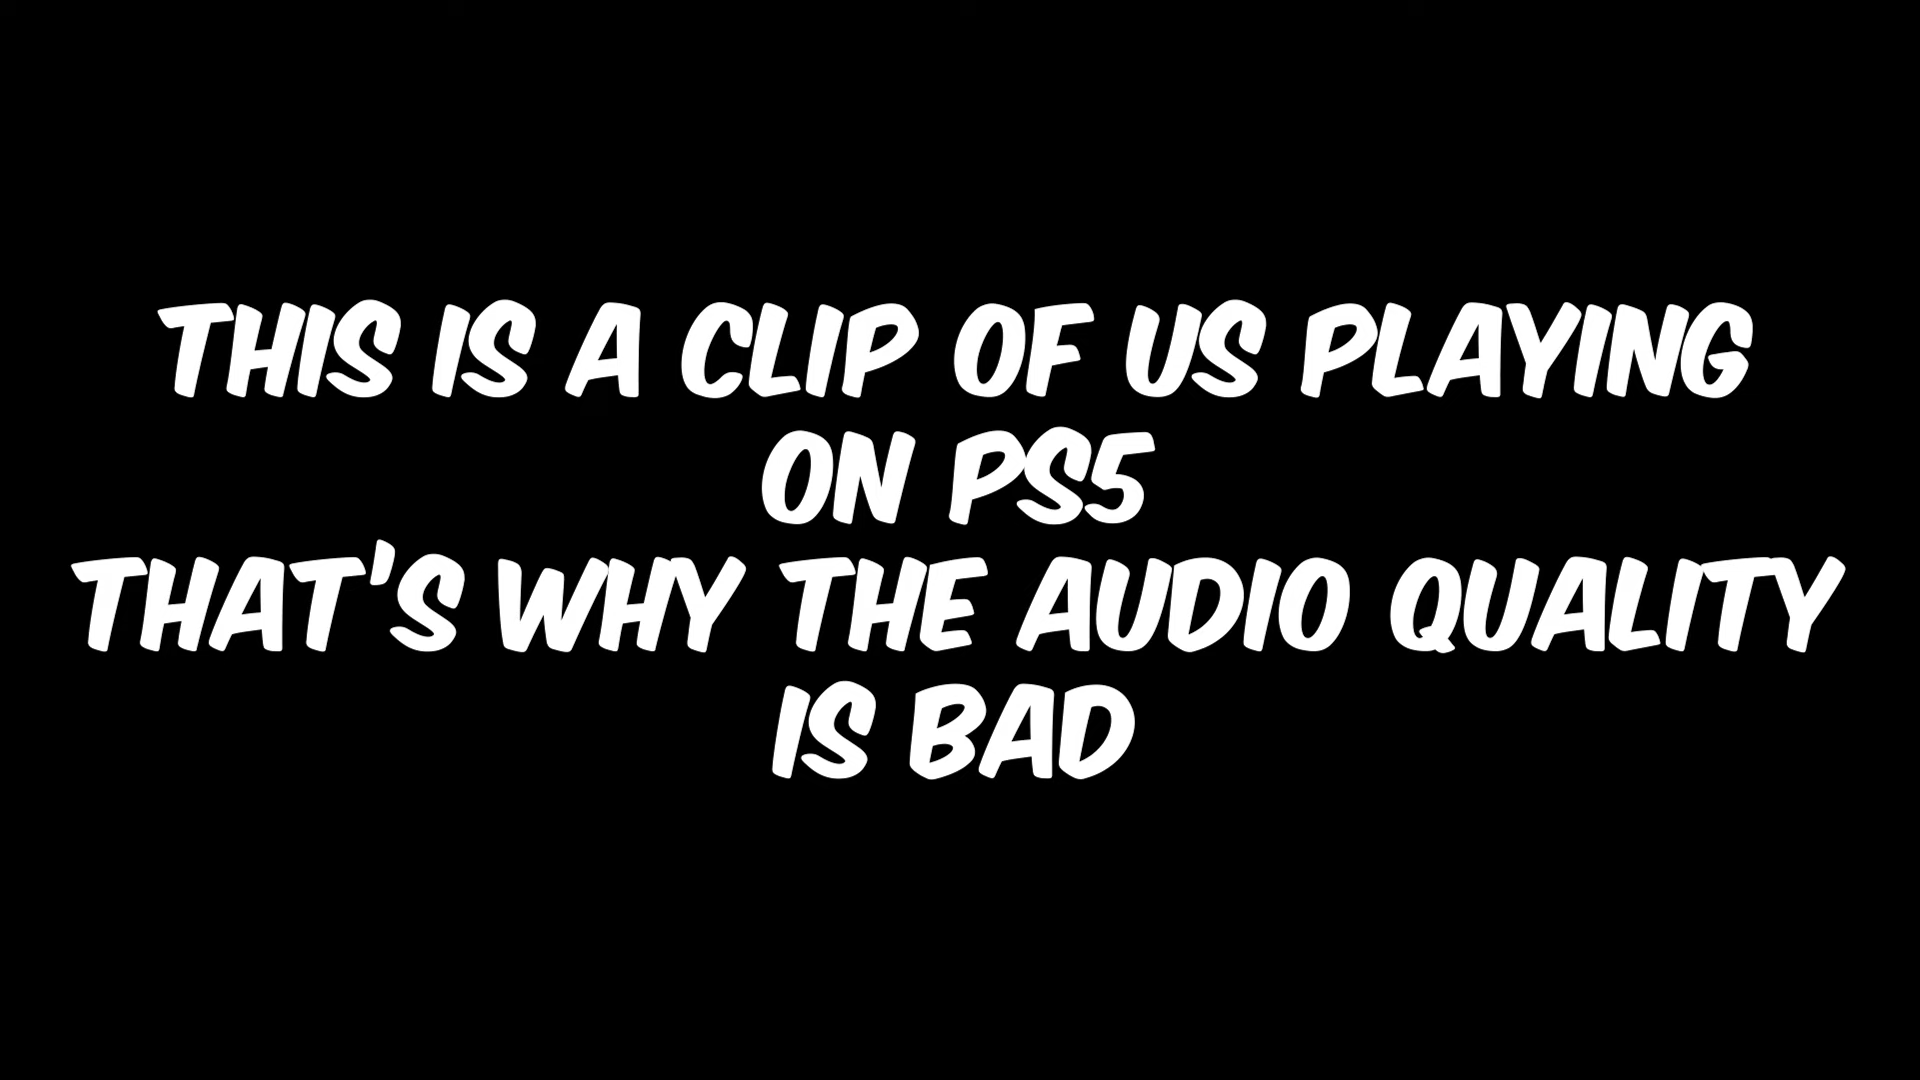 THIS IS A CLIP OF US PLAYING
ON PS5
THAT'S WHY THE AUDIO QUALITY
IS BAD